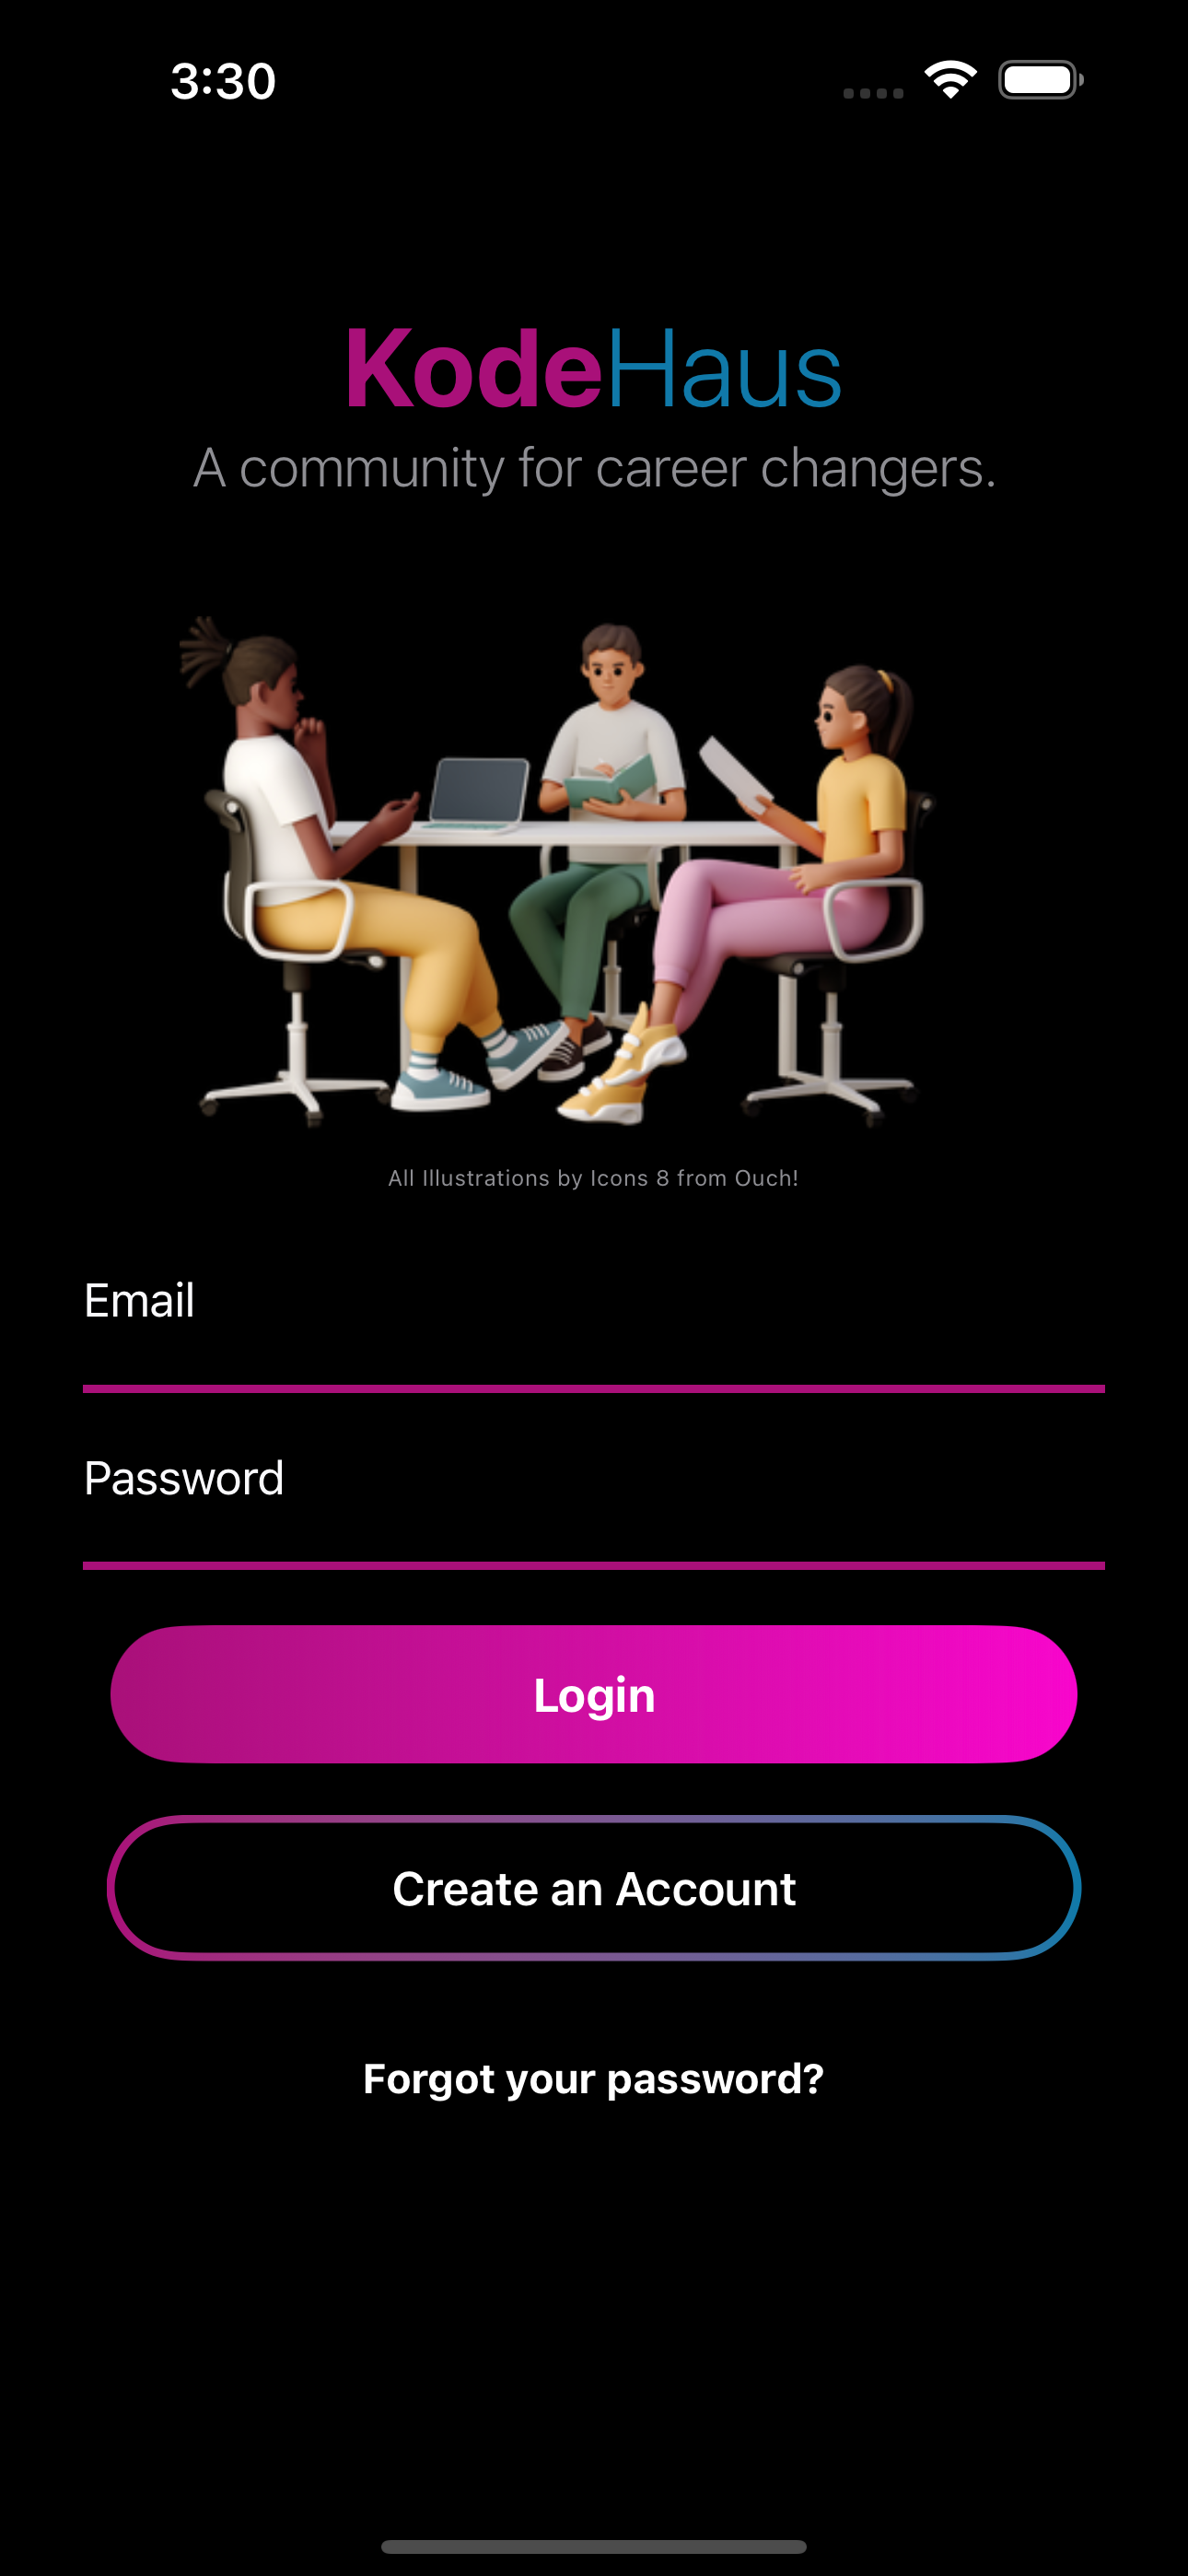 3:30
KodeHaus
A community for career changers.
All Illustrations by Icons 8 from Ouch!
Email
Password
Login
Create an Account
Forgot your password?